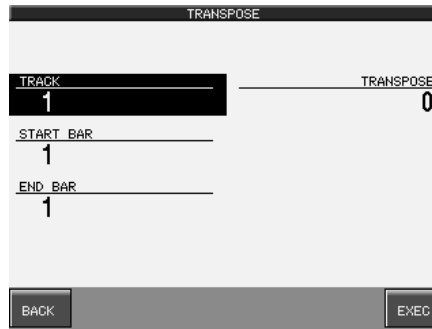 TRANSPOSE
TRACK
1
TRANSPOSE
0
START BAR
1
END BAR
1
BACK
EXEC